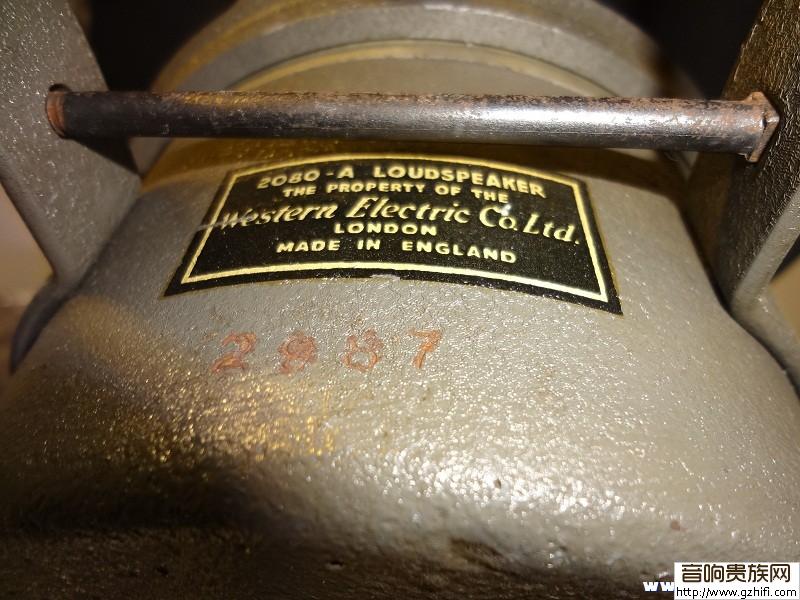 2080-A LOUDSPEAKER
THE PROPERTY OF THE
Western Electric Co. Ltd.
LONDON
MADE IN ENGLAND
2887
音响贵族网
http://www.gzhifi.com